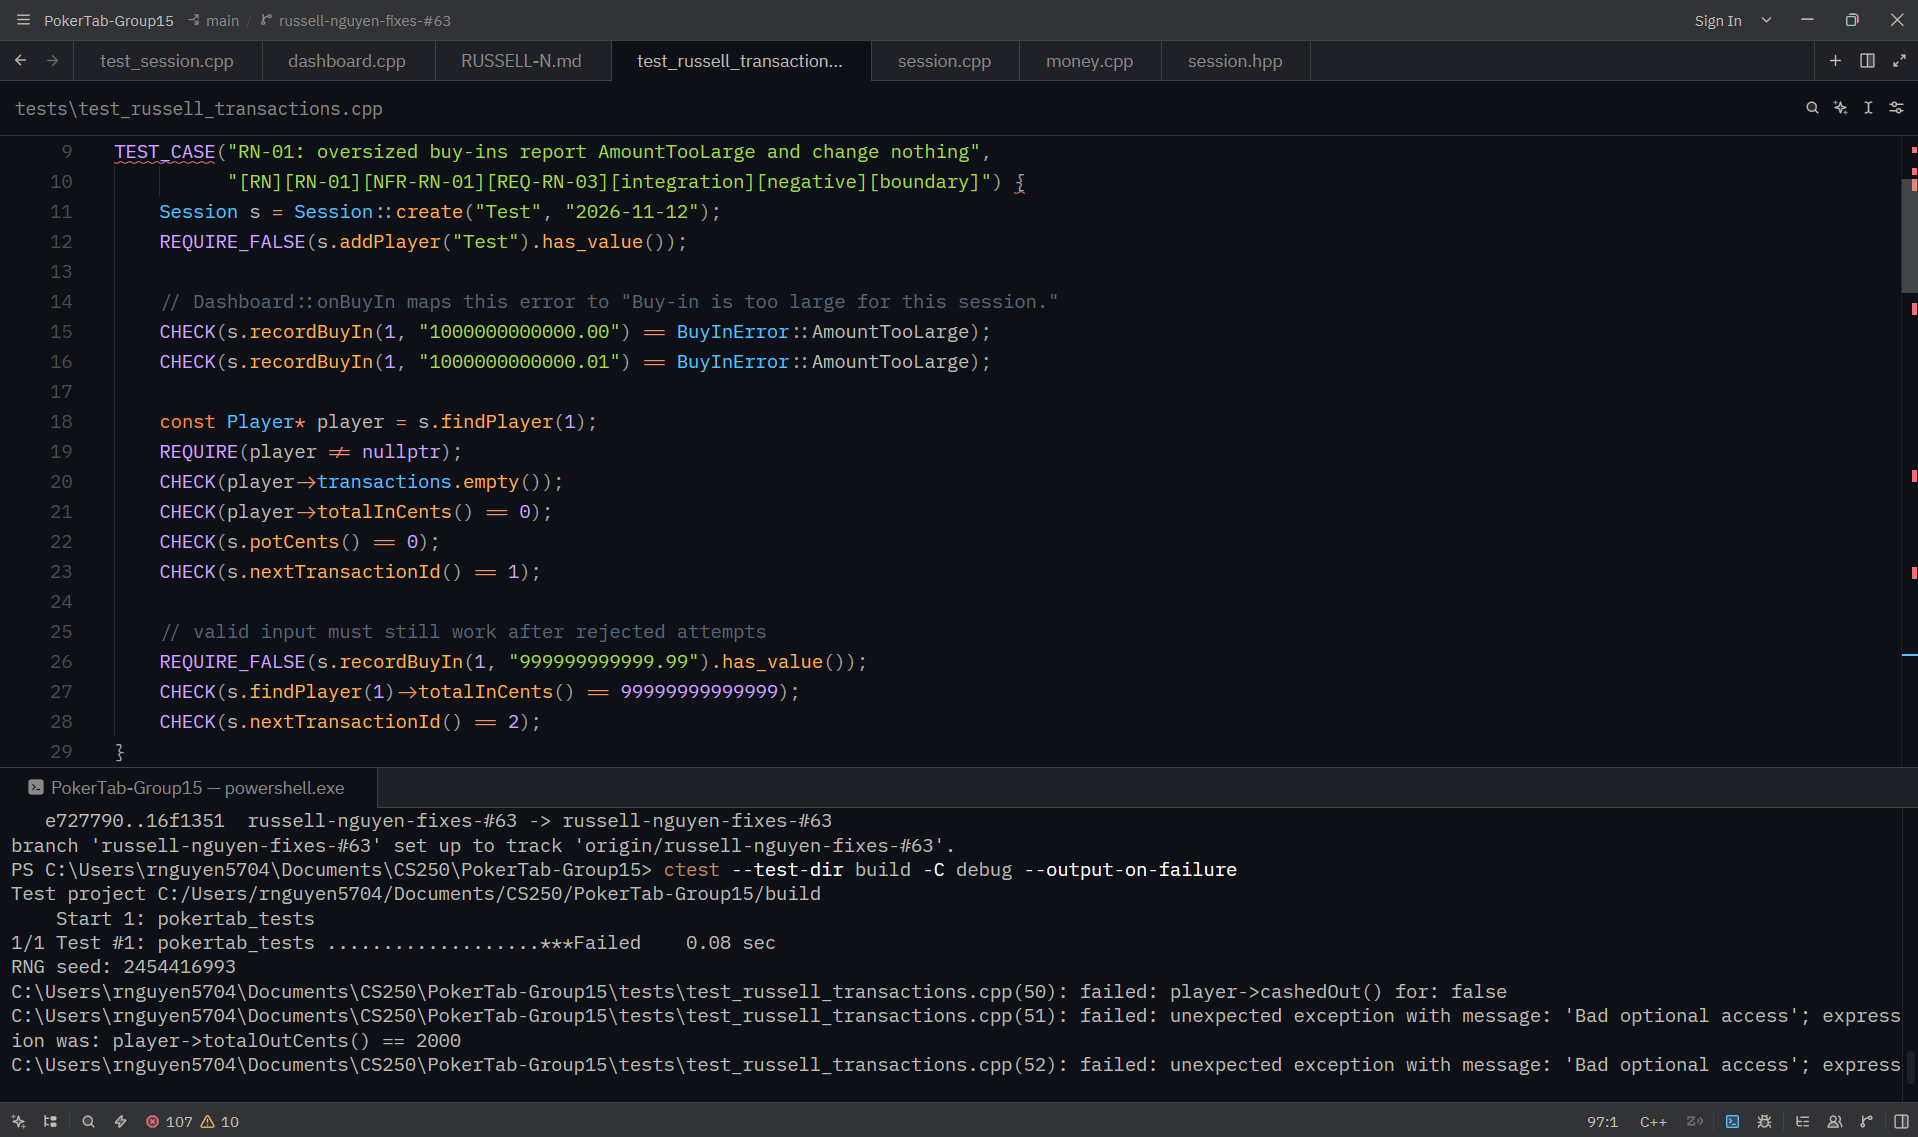 PokerTab-Group15 main / russell-nguyen-fixes-#63 Sign In
test_session.cpp dashboard.cpp RUSSELL-N.md test_russell_transaction... session.cpp money.cpp session.hpp
tests\test_russell_transactions.cpp
9 TEST_CASE("RN-01: oversized buy-ins report AmountTooLarge and change nothing",
10 "[RN][RN-01][NFR-RN-01][REQ-RN-03][integration][negative][boundary]") {
11 Session s = Session::create("Test", "2026-11-12");
12 REQUIRE_FALSE(s.addPlayer("Test").has_value());
13
14 // Dashboard::onBuyIn maps this error to "Buy-in is too large for this session."
15 CHECK(s.recordBuyIn(1, "1000000000000.00") == BuyInError::AmountTooLarge);
16 CHECK(s.recordBuyIn(1, "1000000000000.01") == BuyInError::AmountTooLarge);
17
18 const Player* player = s.findPlayer(1);
19 REQUIRE(player != nullptr);
20 CHECK(player->transactions.empty());
21 CHECK(player->totalInCents() == 0);
22 CHECK(s.potCents() == 0);
23 CHECK(s.nextTransactionId() == 1);
24
25 // valid input must still work after rejected attempts
26 REQUIRE_FALSE(s.recordBuyIn(1, "999999999999.99").has_value());
27 CHECK(s.findPlayer(1)->totalInCents() == 99999999999999);
28 CHECK(s.nextTransactionId() == 2);
29 }
PokerTab-Group15 — powershell.exe
e727790..16f1351 russell-nguyen-fixes-#63 -> russell-nguyen-fixes-#63
branch 'russell-nguyen-fixes-#63' set up to track 'origin/russell-nguyen-fixes-#63'.
PS C:\Users\rnguyen5704\Documents\CS250\PokerTab-Group15> ctest --test-dir build -C debug --output-on-failure
Test project C:/Users/rnguyen5704/Documents/CS250/PokerTab-Group15/build
Start 1: pokertab_tests
1/1 Test #1: pokertab_tests ...................***Failed 0.08 sec
RNG seed: 2454416993
C:\Users\rnguyen5704\Documents\CS250\PokerTab-Group15\tests\test_russell_transactions.cpp(50): failed: player->cashedOut() for: false
C:\Users\rnguyen5704\Documents\CS250\PokerTab-Group15\tests\test_russell_transactions.cpp(51): failed: unexpected exception with message: 'Bad optional access'; express
ion was: player->totalOutCents() == 2000
C:\Users\rnguyen5704\Documents\CS250\PokerTab-Group15\tests\test_russell_transactions.cpp(52): failed: unexpected exception with message: 'Bad optional access'; express
107 10 97:1 C++